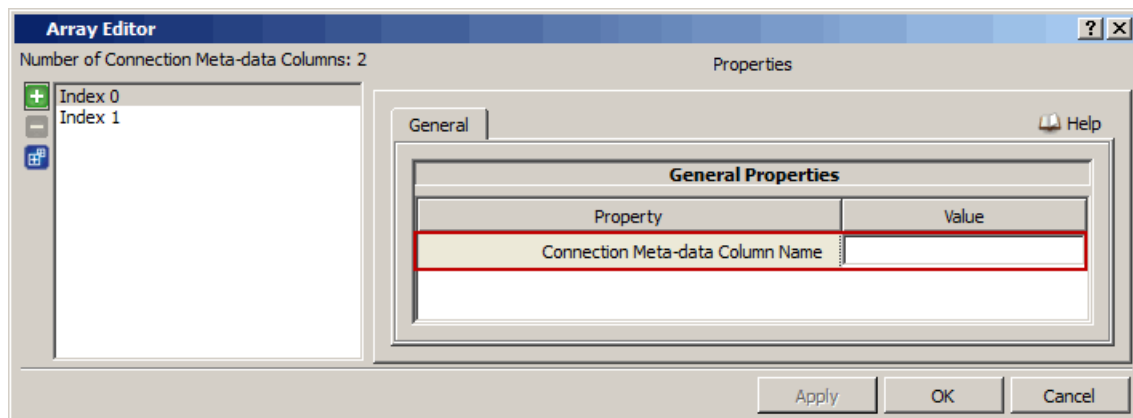 Array Editor
? X
Number of Connection Meta-data Columns: 2
Properties
Index 0
Index 1
General
Help
General Properties
Property Value
Connection Meta-data Column Name
Apply OK Cancel